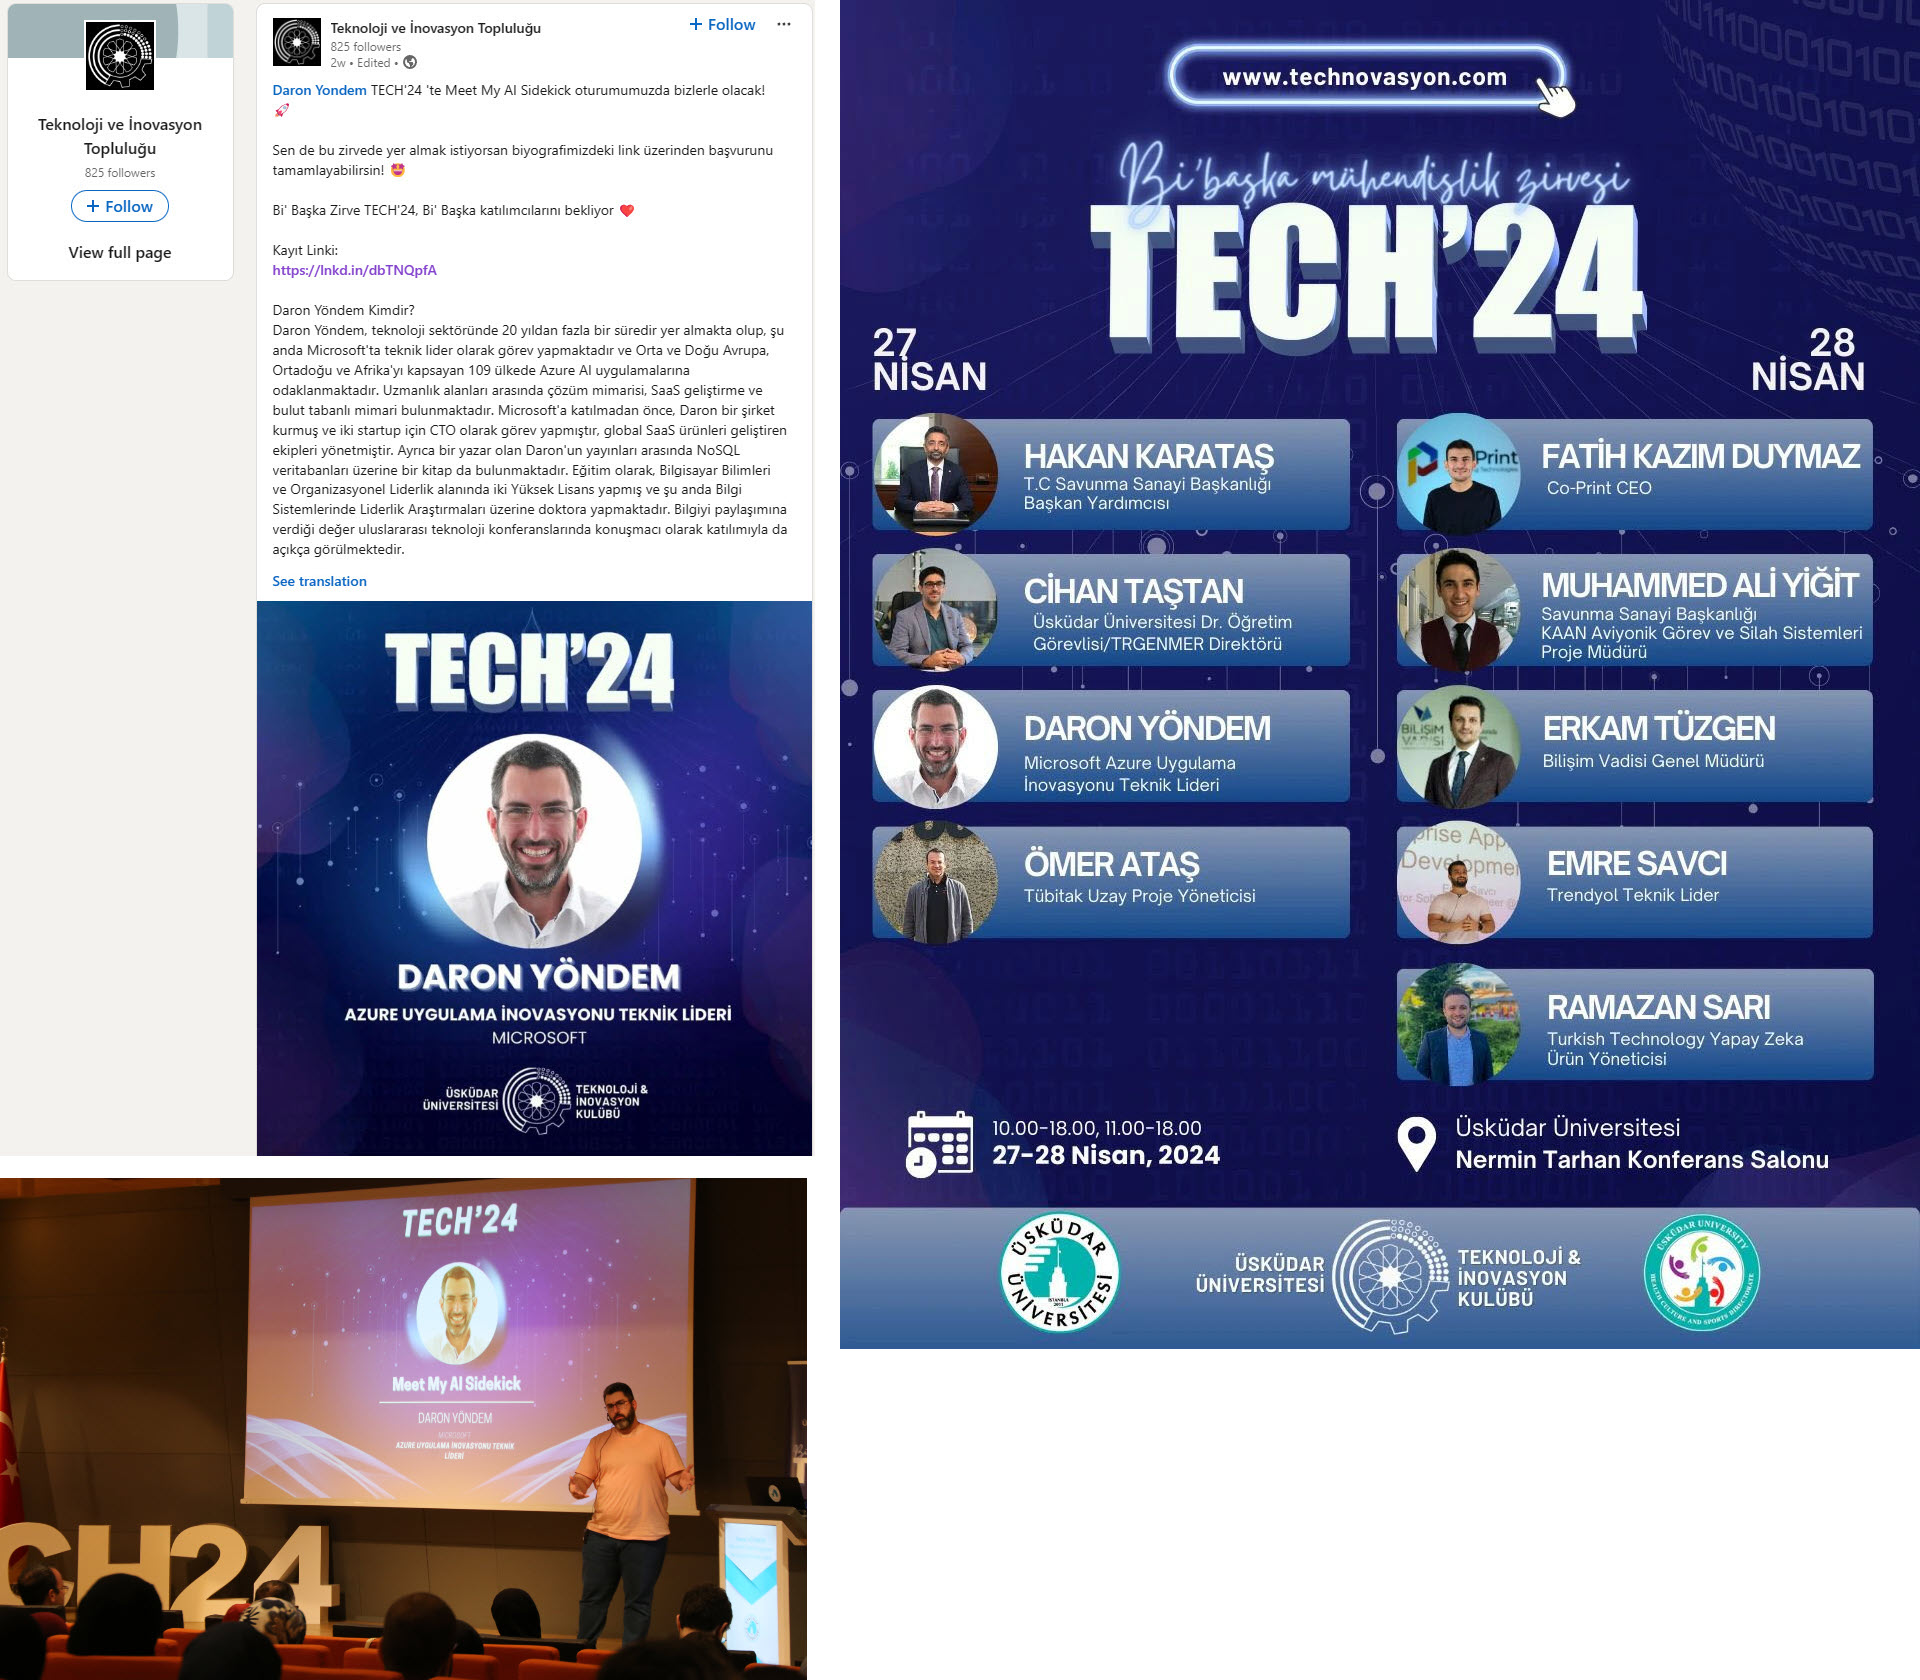 Teknoloji ve İnovasyon
Topluluğu
825 followers
+ Follow
View full page
Teknoloji ve İnovasyon Topluluğu
825 followers
2w • Edited •
+ Follow
Daron Yondem TECH'24 'te Meet My AI Sidekick oturumumuzda bizlerle olacak!
🚀
Sen de bu zirvede yer almak istiyorsan biyografimizdeki link üzerinden başvurunu
tamamlayabilirsin! 🤩
Bi' Başka Zirve TECH'24, Bi' Başka katılımcılarını bekliyor ❤️
Kayıt Linki:
https://lnkd.in/dbTNQpfA
Daron Yöndem Kimdir?
Daron Yöndem, teknoloji sektöründe 20 yıldan fazla bir süredir yer almakta olup, şu
anda Microsoft'ta teknik lider olarak görev yapmaktadır ve Orta ve Doğu Avrupa,
Ortadoğu ve Afrika'yı kapsayan 109 ülkede Azure AI uygulamalarına
odaklanmaktadır. Uzmanlık alanları arasında çözüm mimarisi, SaaS geliştirme ve
bulut tabanlı mimari bulunmaktadır. Microsoft'a katılmadan önce, Daron bir şirket
kurmuş ve iki startup için CTO olarak görev yapmıştır, global SaaS ürünleri geliştiren
ekipleri yönetmiştir. Ayrıca bir yazar olan Daron'un yayınları arasında NoSQL
veritabanları üzerine bir kitap da bulunmaktadır. Eğitim olarak, Bilgisayar Bilimleri
ve Organizasyonel Liderlik alanında iki Yüksek Lisans yapmış ve şu anda Bilgi
Sistemlerinde Liderlik Araştırmaları üzerine doktora yapmaktadır. Bilgiyi paylaşımına
verdiği değer uluslararası teknoloji konferanslarında konuşmacı olarak katılımıyla da
açıkça görülmektedir.
See translation
TECH'24
DARON YÖNDEM
AZURE UYGULAMA İNOVASYONU TEKNİK LİDERİ
MICROSOFT
ÜSKÜDAR
ÜNİVERSİTESİ
TEKNOLOJİ &
İNOVASYON
KULÜBÜ
TECH'24
Meet My AI Sidekick
DARON YÖNDEM
MICROSOFT
AZURE UYGULAMA İNOVASYONU TEKNİK
LİDERİ
CH24
www.technovasyon.com
Bi'başka mühendislik zirvesi
TECH'24
27
NİSAN
28
NİSAN
HAKAN KARATAŞ
T.C Savunma Sanayi Başkanlığı
Başkan Yardımcısı
CİHAN TAŞTAN
Üsküdar Üniversitesi Dr. Öğretim
Görevlisi/TRGENMER Direktörü
DARON YÖNDEM
Microsoft Azure Uygulama
İnovasyonu Teknik Lideri
ÖMER ATAŞ
Tübitak Uzay Proje Yöneticisi
Print
FATİH KAZIM DUYMAZ
Co-Print CEO
MUHAMMED ALİ YİĞİT
Savunma Sanayi Başkanlığı
KAAN Aviyonik Görev ve Silah Sistemleri
Proje Müdürü
BİLİŞİM
VADİSİ
ERKAM TÜZGEN
Bilişim Vadisi Genel Müdürü
EMRE SAVCI
Trendyol Teknik Lider
RAMAZAN SARI
Turkish Technology Yapay Zeka
Ürün Yöneticisi
10.00-18.00, 11.00-18.00
27-28 Nisan, 2024
Üsküdar Üniversitesi
Nermin Tarhan Konferans Salonu
ÜSKÜDAR
ÜNİVERSİTESİ
İSTANBUL
2011
ÜSKÜDAR
ÜNİVERSİTESİ
TEKNOLOJİ &
İNOVASYON
KULÜBÜ
ÜSKÜDAR UNIVERSITY
HEALTH CULTURE AND SPORTS DIRECTORATE